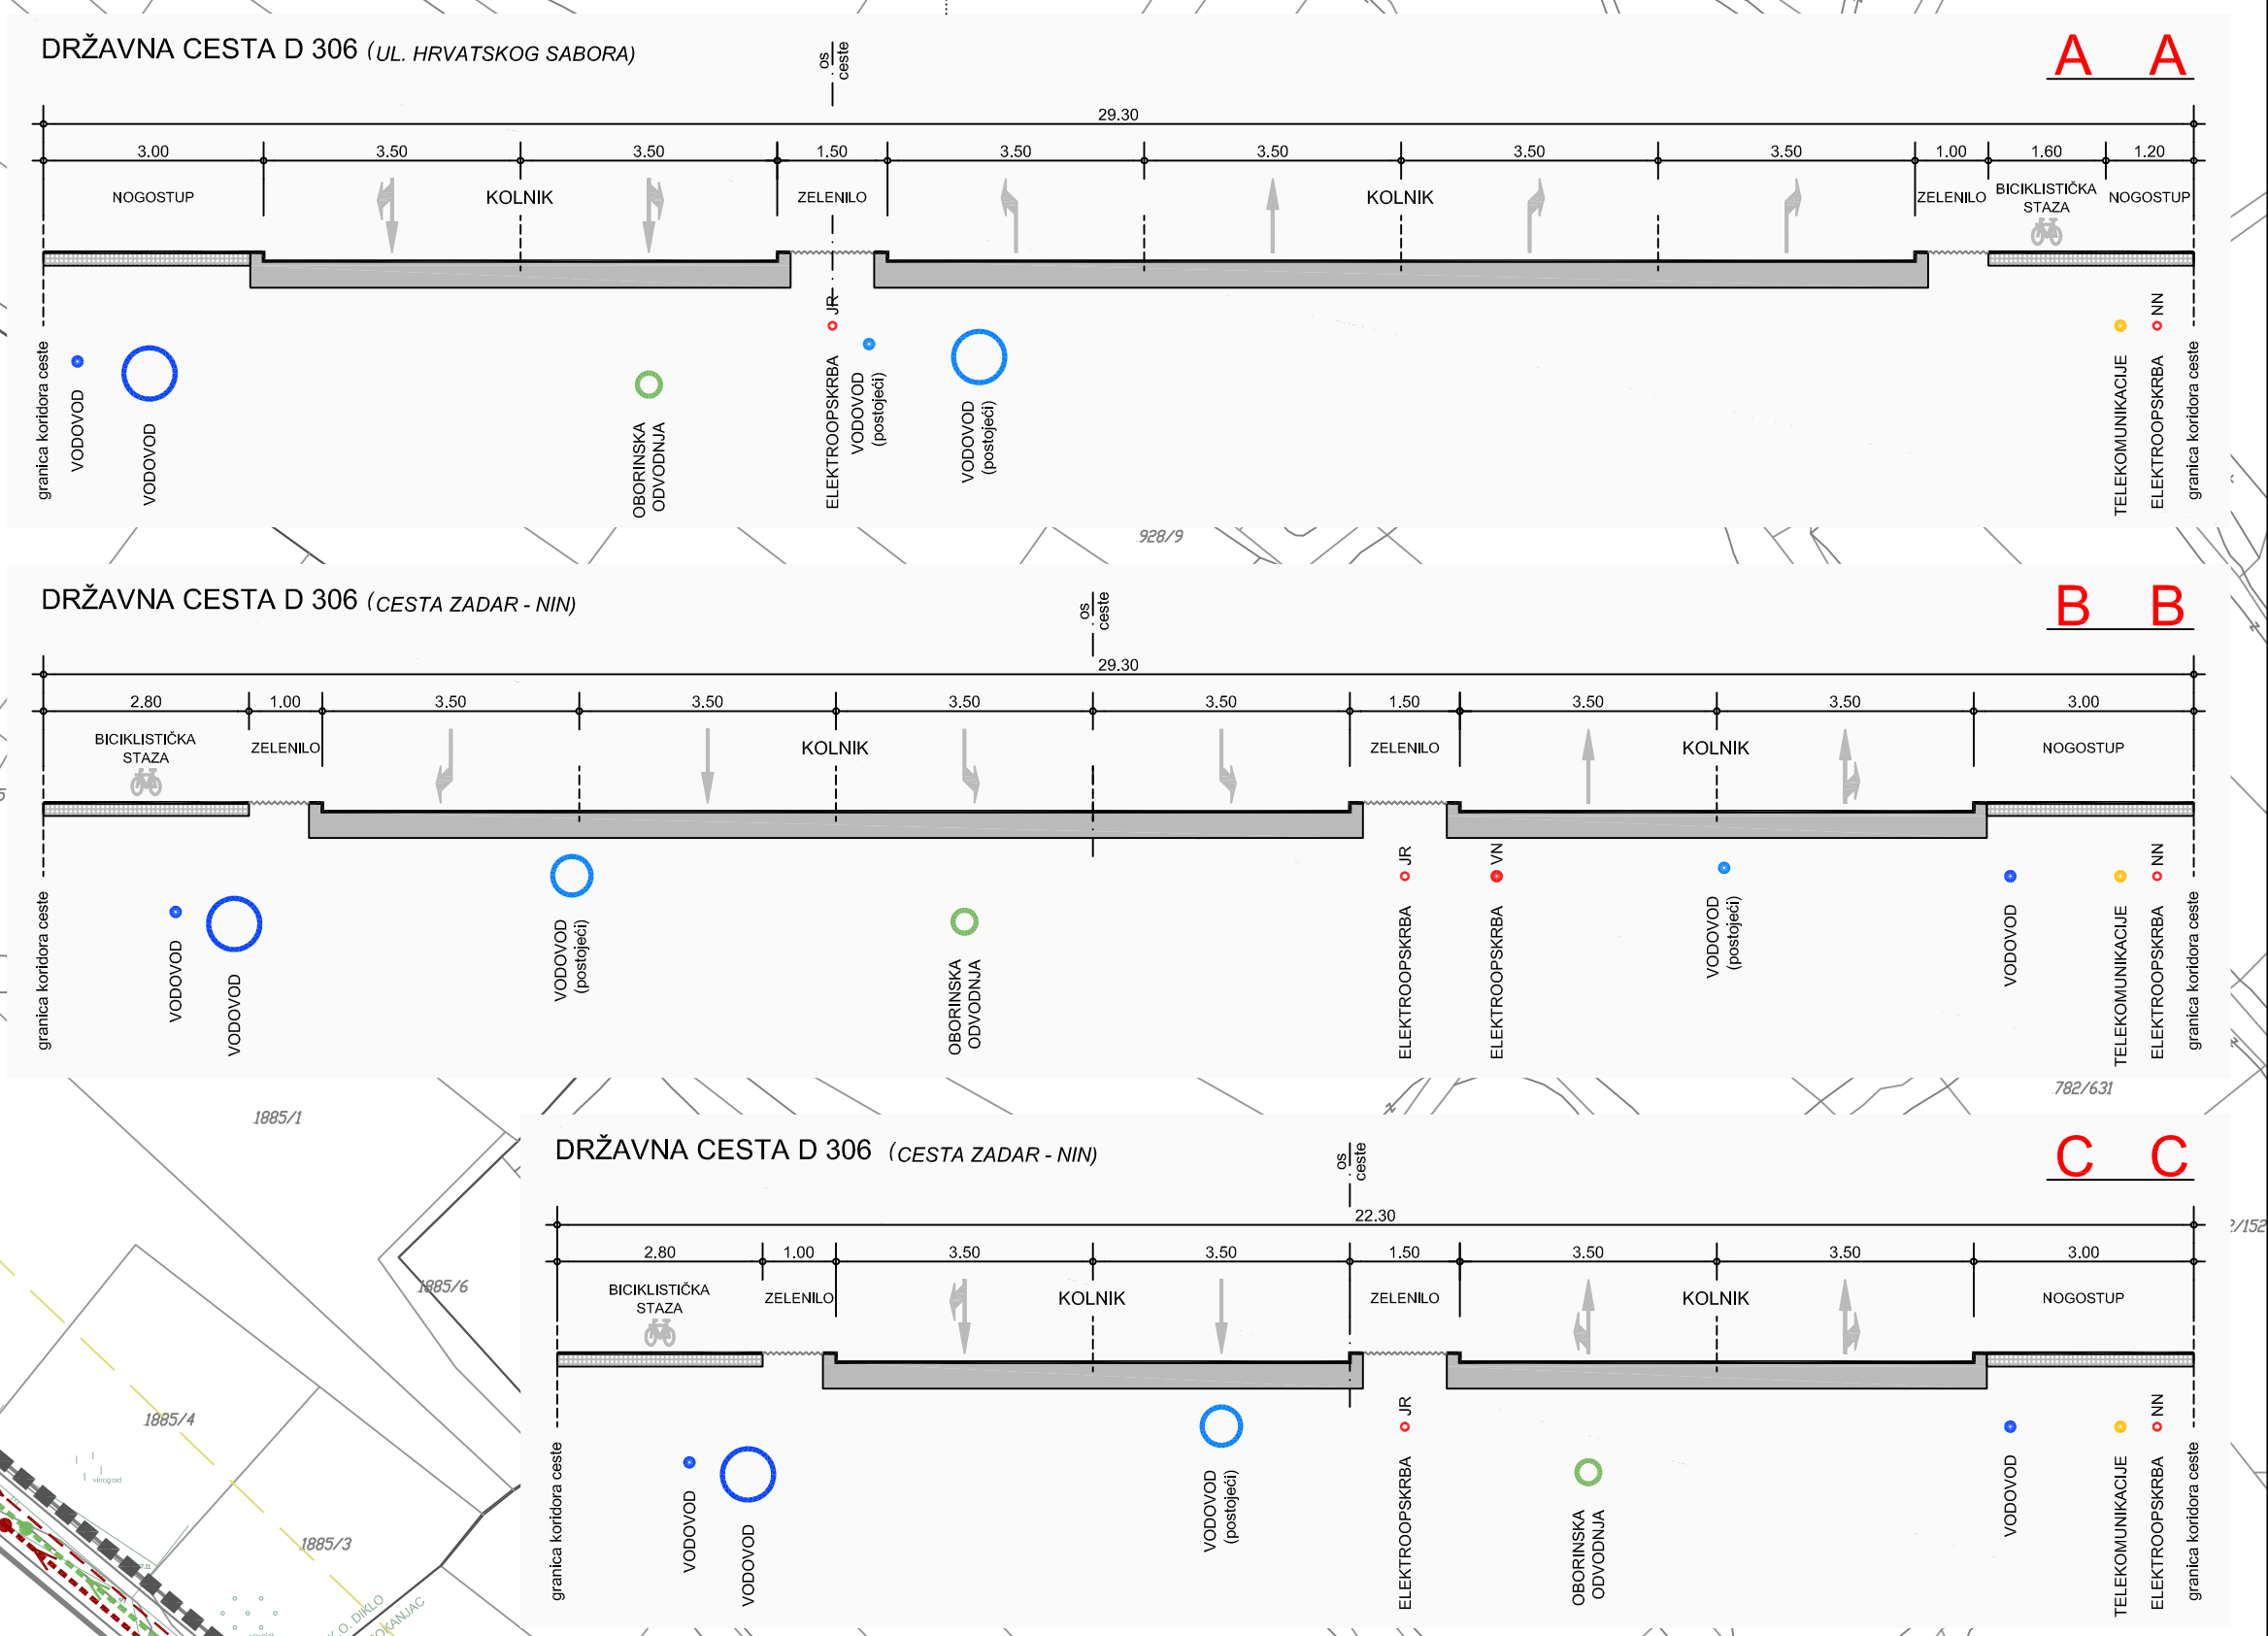 DRŽAVNA CESTA D 306 (UL. HRVATSKOG SABORA)
os
ceste
A A
29.30
3.00 3.50 3.50 1.50 3.50 3.50 3.50 3.50 1.00 1.60 1.20
NOGOSTUP KOLNIK ZELENILO KOLNIK ZELENILO BICIKLISTIČKA
STAZA NOGOSTUP
granica koridora ceste
VODOVOD
VODOVOD
OBORINSKA
ODVODNJA
ELEKTROOPSKRBA JR
VODOVOD
(postojeći)
VODOVOD
(postojeći)
TELEKOMUNIKACIJE
ELEKTROOPSKRBA NN
granica koridora ceste
928/9
DRŽAVNA CESTA D 306 (CESTA ZADAR - NIN)
os
ceste
B B
29.30
2.80 1.00 3.50 3.50 3.50 3.50 1.50 3.50 3.50 3.00
BICIKLISTIČKA
STAZA ZELENILO KOLNIK ZELENILO KOLNIK NOGOSTUP
granica koridora ceste
VODOVOD
VODOVOD
VODOVOD
(postojeći)
OBORINSKA
ODVODNJA
ELEKTROOPSKRBA JR
ELEKTROOPSKRBA VN
VODOVOD
(postojeći)
VODOVOD
TELEKOMUNIKACIJE
ELEKTROOPSKRBA NN
granica koridora ceste
782/631
1885/1
DRŽAVNA CESTA D 306 (CESTA ZADAR - NIN)
os
ceste
C C
22.30
2.80 1.00 3.50 3.50 1.50 3.50 3.50 3.00
BICIKLISTIČKA
STAZA ZELENILO KOLNIK ZELENILO KOLNIK NOGOSTUP
granica koridora ceste
VODOVOD
VODOVOD
VODOVOD
(postojeći)
ELEKTROOPSKRBA JR
OBORINSKA
ODVODNJA
VODOVOD
TELEKOMUNIKACIJE
ELEKTROOPSKRBA NN
granica koridora ceste
2/152
1885/6
1885/4
vinograd
1885/3
K.O. DIKLO